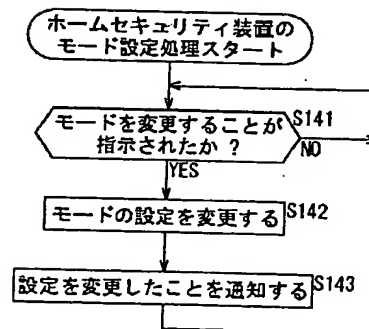 ホームセキュリティ装置の
モード設定処理スタート
モードを変更することが
指示されたか？
S141
NO
YES
モードの設定を変更する
S142
設定を変更したことを通知する
S143